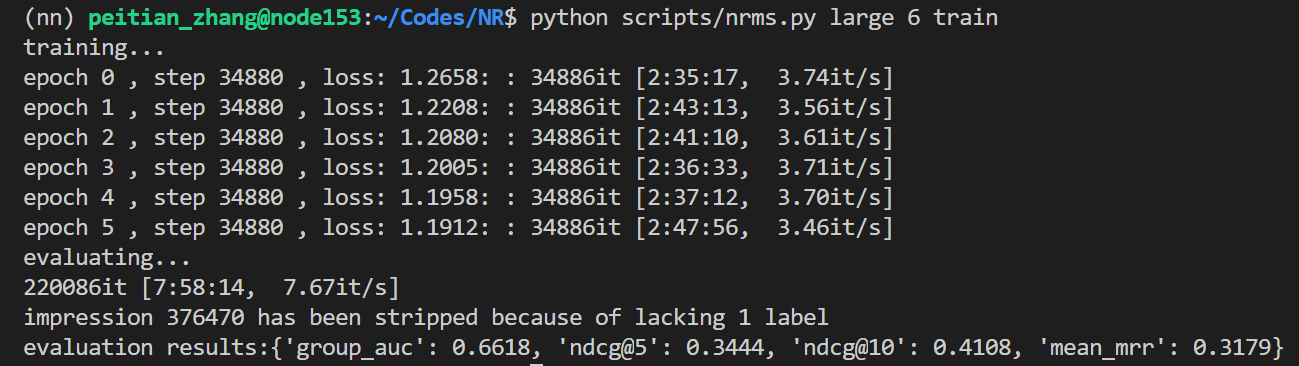 (nn) peitian_zhang@node153:~/Codes/NR$ python scripts/nrms.py large 6 train
training...
epoch 0 , step 34880 , loss: 1.2658: : 34886it [2:35:17,  3.74it/s]
epoch 1 , step 34880 , loss: 1.2208: : 34886it [2:43:13,  3.56it/s]
epoch 2 , step 34880 , loss: 1.2080: : 34886it [2:41:10,  3.61it/s]
epoch 3 , step 34880 , loss: 1.2005: : 34886it [2:36:33,  3.71it/s]
epoch 4 , step 34880 , loss: 1.1958: : 34886it [2:37:12,  3.70it/s]
epoch 5 , step 34880 , loss: 1.1912: : 34886it [2:47:56,  3.46it/s]
evaluating...
220086it [7:58:14,  7.67it/s]
impression 376470 has been stripped because of lacking 1 label
evaluation results:{'group_auc': 0.6618, 'ndcg@5': 0.3444, 'ndcg@10': 0.4108, 'mean_mrr': 0.3179}